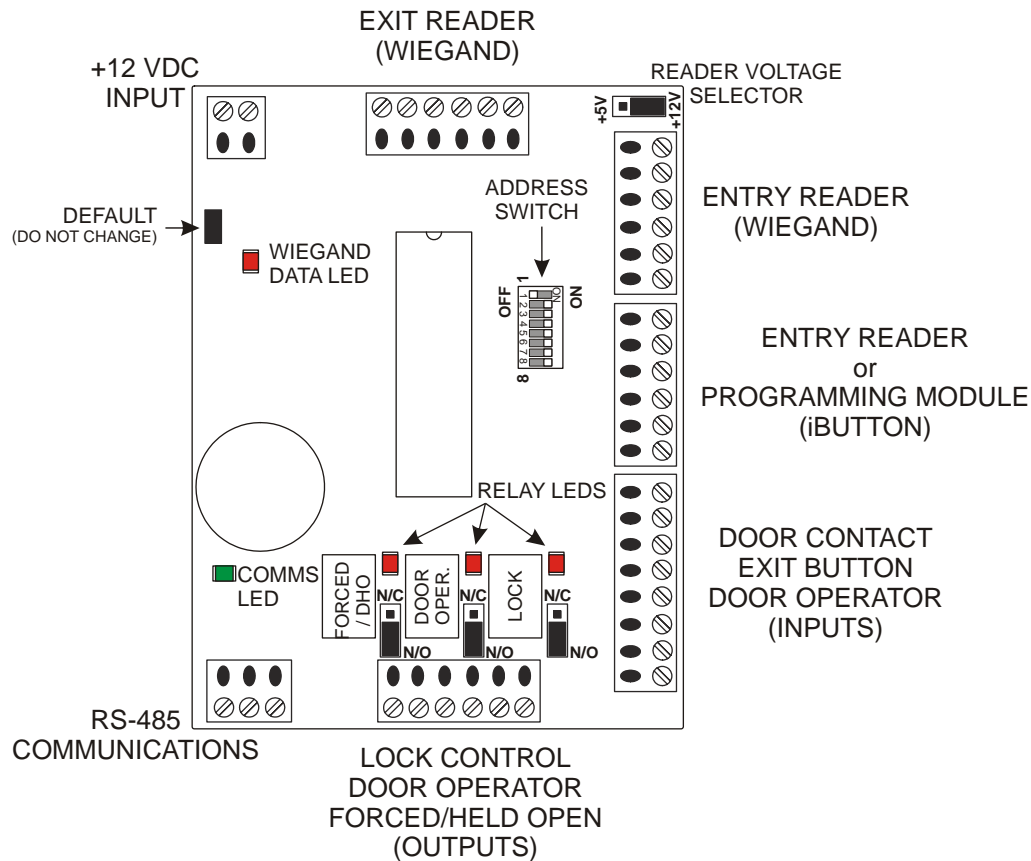 EXIT READER
(WIEGAND)
+12 VDC
INPUT
READER VOLTAGE
SELECTOR
+5V
+12V
ADDRESS
SWITCH
ENTRY READER
(WIEGAND)
DEFAULT
(DO NOT CHANGE)
WIEGAND
DATA LED
1
OFF
ON
ON
1
2
3
4
5
6
7
8
8
ENTRY READER
or
PROGRAMMING MODULE
(iBUTTON)
RELAY LEDS
DOOR CONTACT
EXIT BUTTON
DOOR OPERATOR
(INPUTS)
COMMS
LED
FORCED
/ DHO
N/C
N/O
DOOR
OPER.
N/C
N/O
LOCK
N/C
N/O
RS-485
COMMUNICATIONS
LOCK CONTROL
DOOR OPERATOR
FORCED/HELD OPEN
(OUTPUTS)